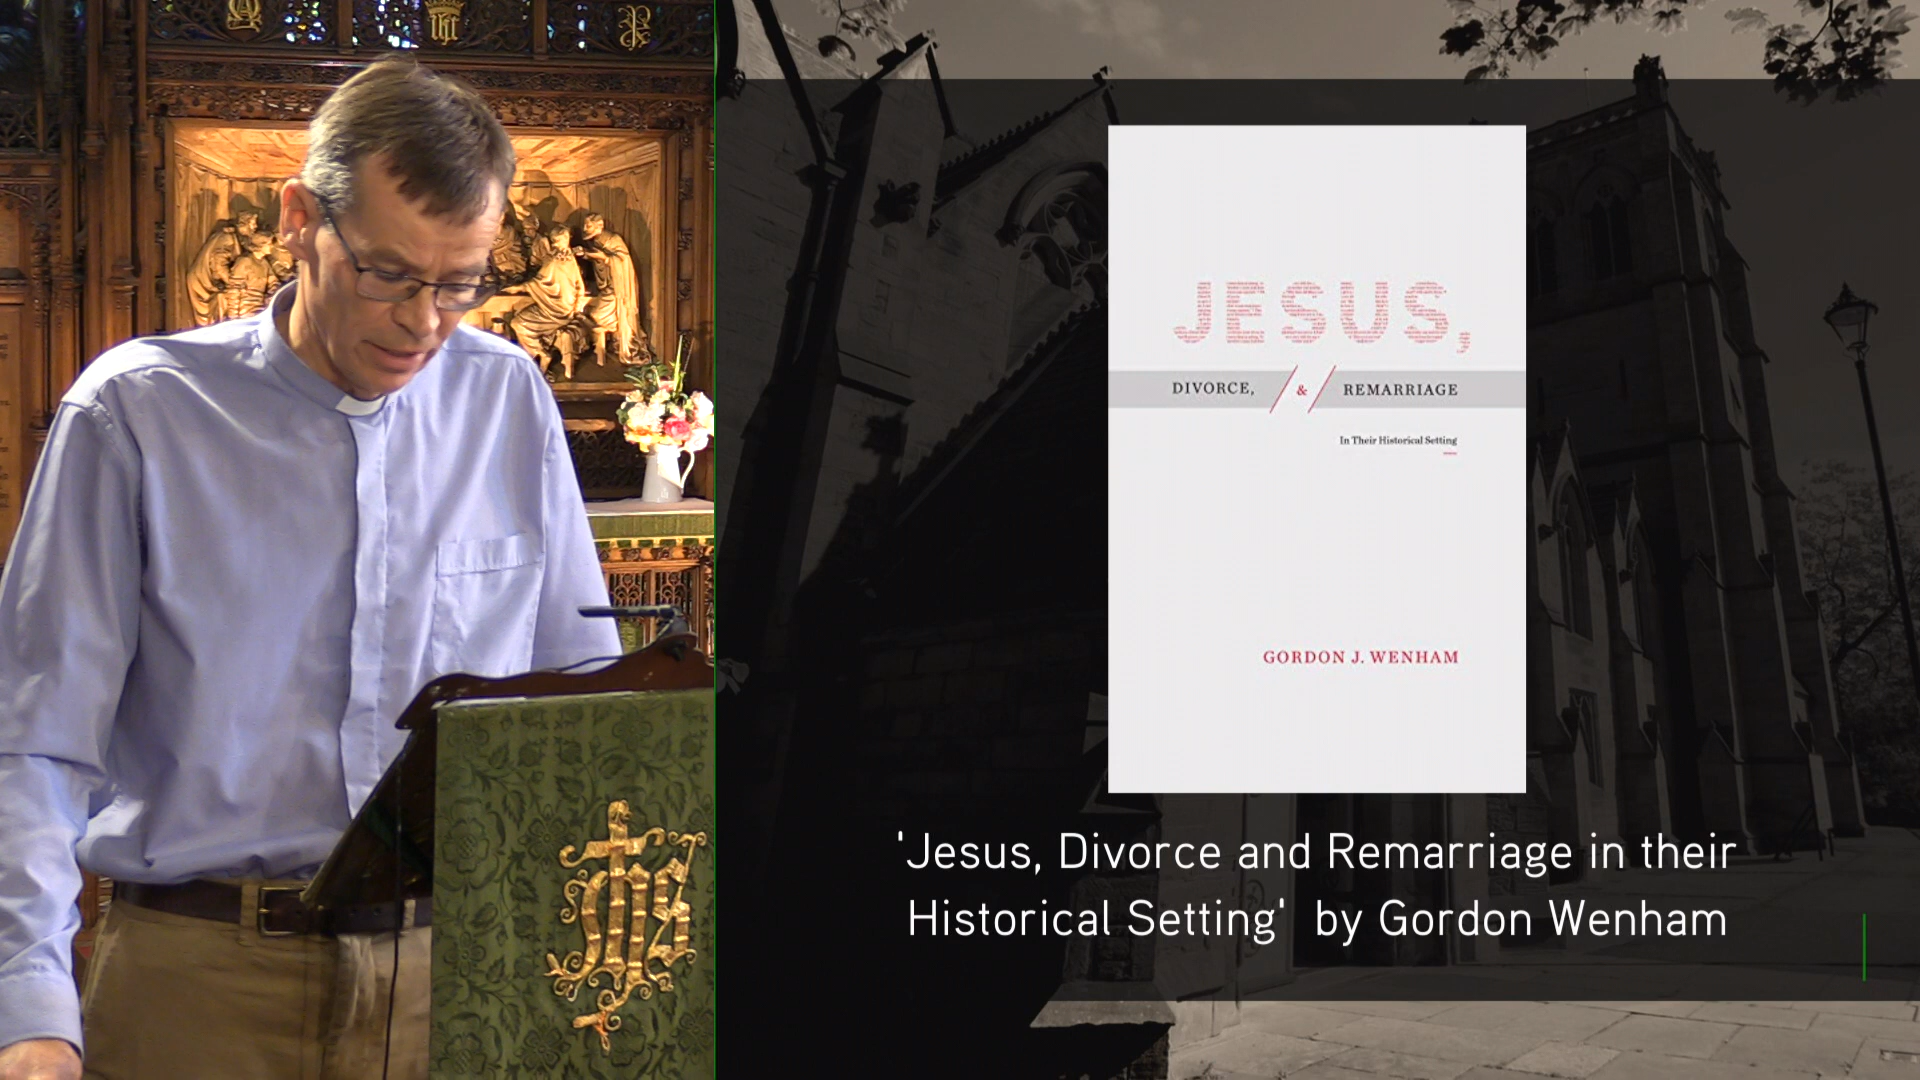 JESUS,
DIVORCE, & REMARRIAGE
In Their Historical Setting
GORDON J. WENHAM
'Jesus, Divorce and Remarriage in their
Historical Setting' by Gordon Wenham
ihs